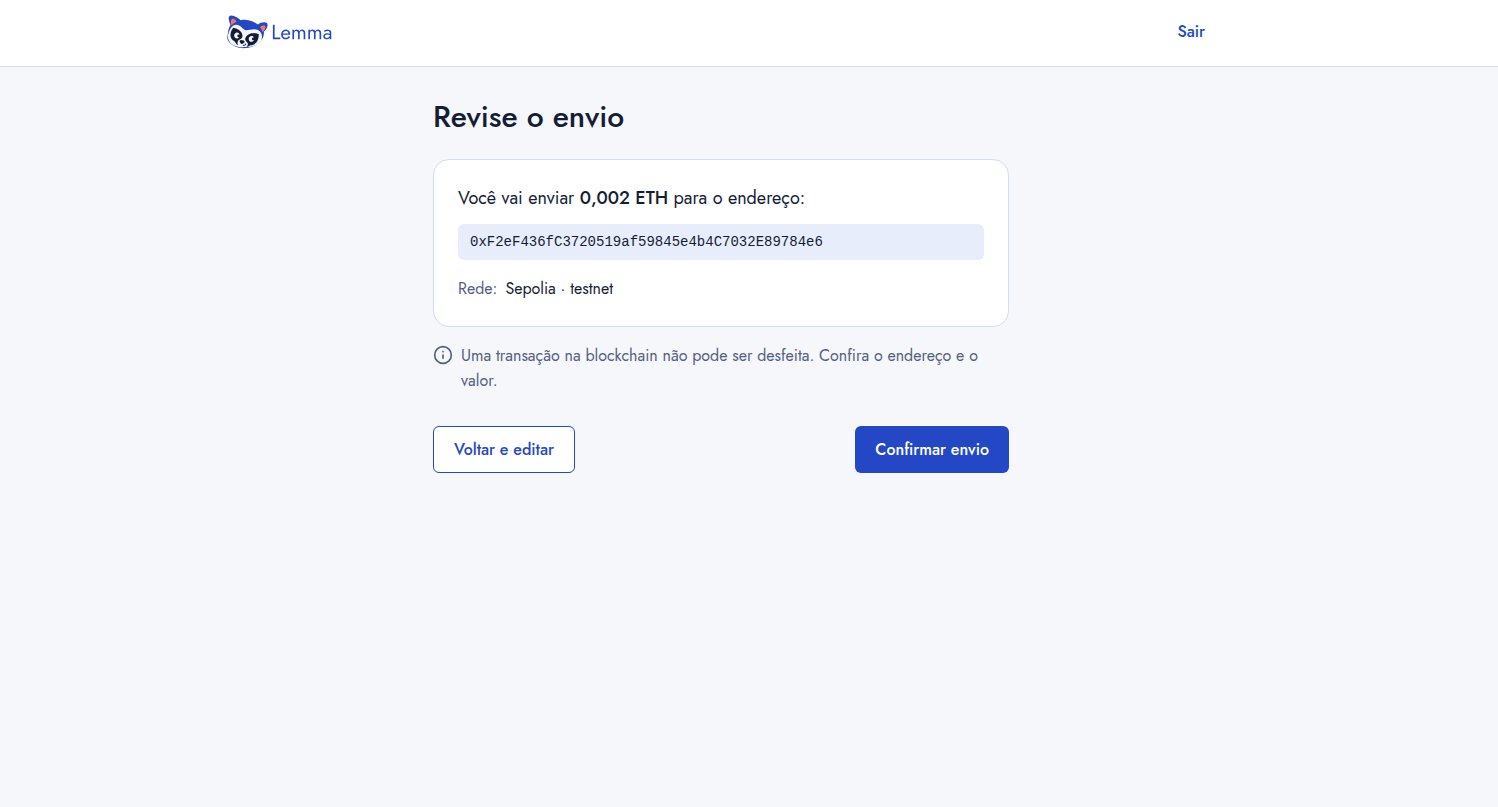 Lemma
Sair
Revise o envio
Você vai enviar 0,002 ETH para o endereço:
0xF2eF436fC3720519af59845e4b4C7032E89784e6
Rede: Sepolia · testnet
Uma transação na blockchain não pode ser desfeita. Confira o endereço e o
valor.
Voltar e editar
Confirmar envio